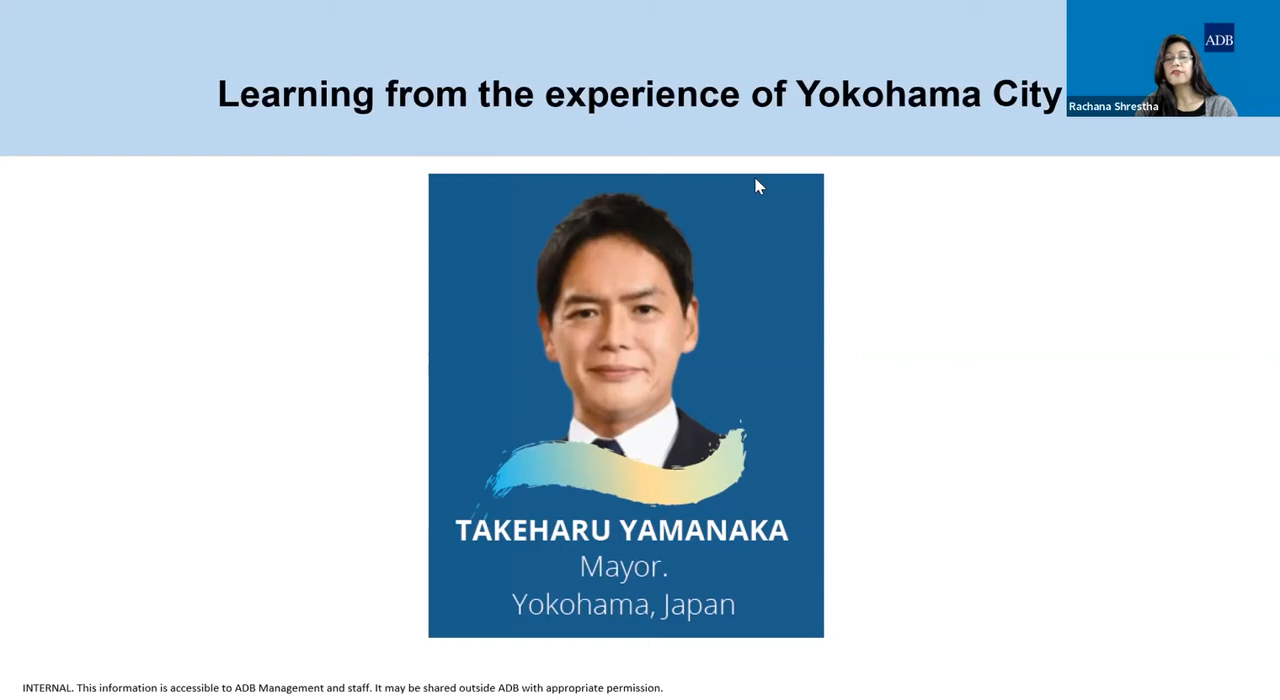 Learning from the experience of Yokohama City
ADB
Rachana Shrestha
TAKEHARU YAMANAKA
Mayor.
Yokohama, Japan
INTERNAL. This information is accessible to ADB Management and staff. It may be shared outside ADB with appropriate permission.